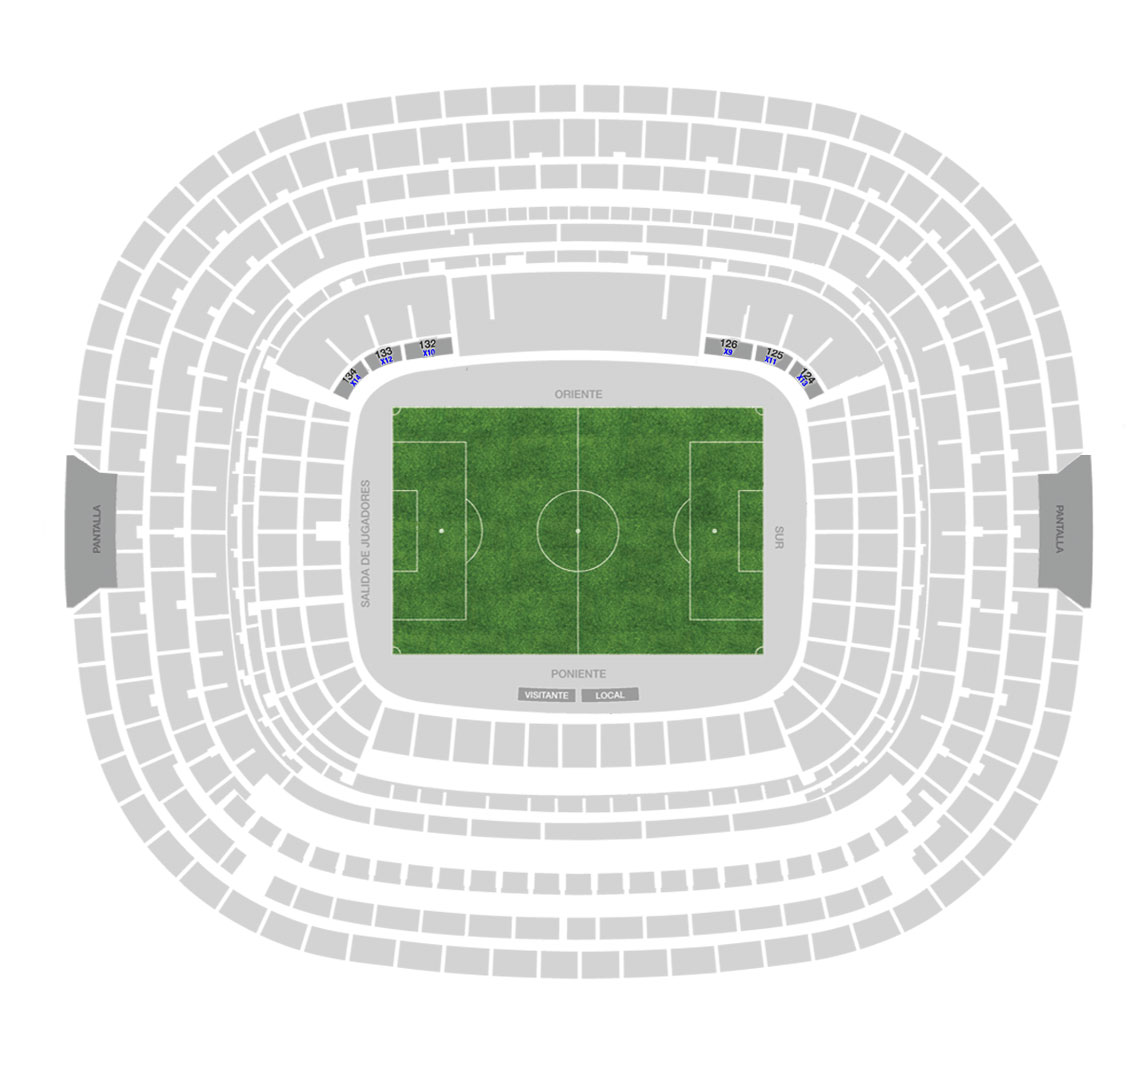 132
X10
133
X12
134
X14
126
X9
125
X11
124
X13
ORIENTE
PANTALLA
SALIDA DE JUGADORES
SUR
PANTALLA
PONIENTE
VISITANTE
LOCAL